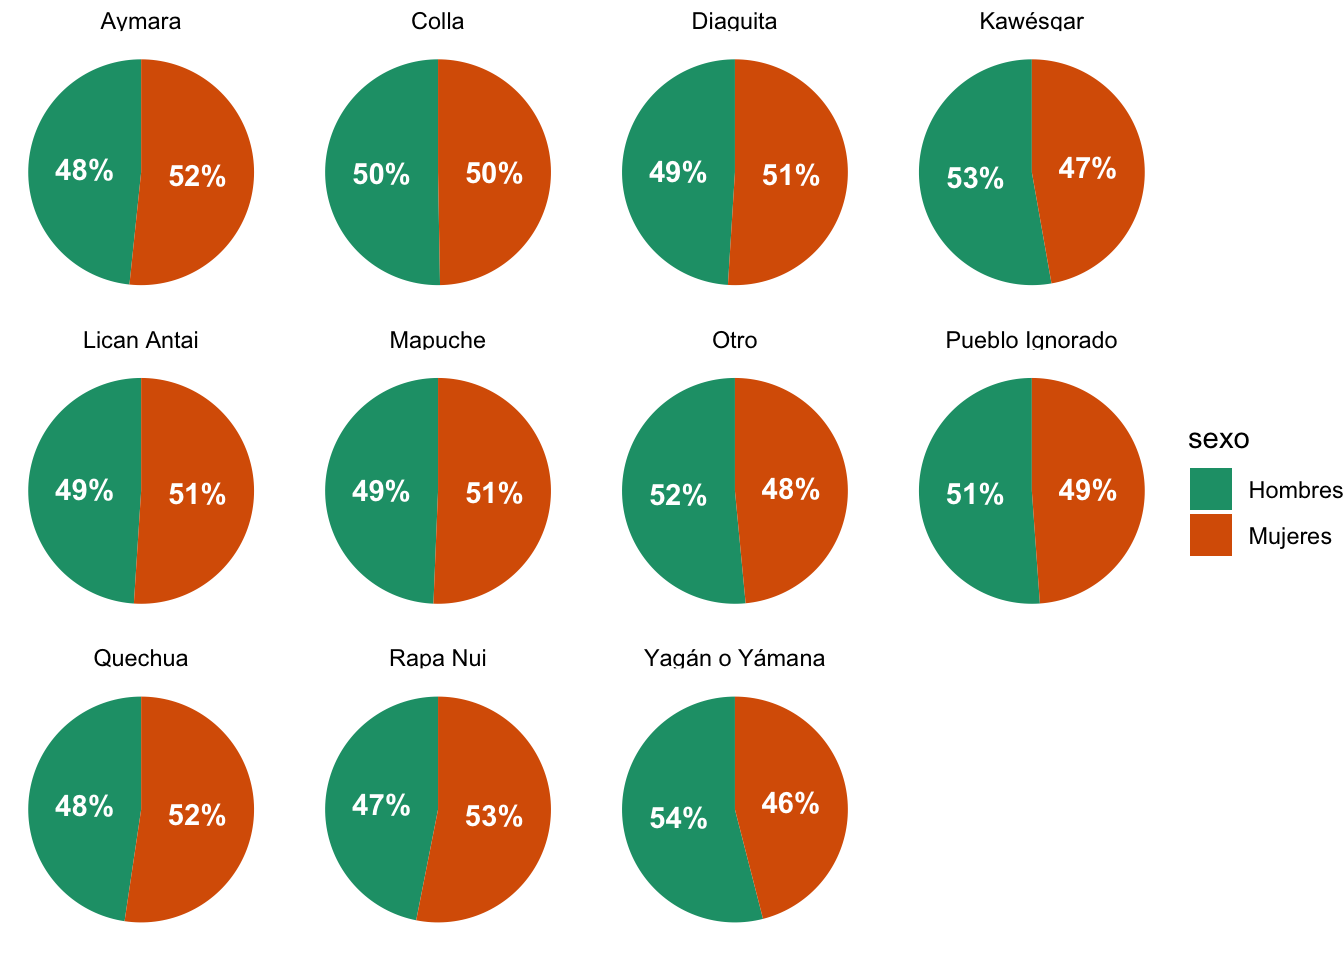 Aymara
Colla
Diaguita
Kawésqar
48%
52%
50%
50%
49%
51%
53%
47%
Lican Antai
Mapuche
Otro
Pueblo Ignorado
49%
51%
49%
51%
52%
48%
51%
49%
sexo
Hombres
Mujeres
Quechua
Rapa Nui
Yagán o Yámana
48%
52%
47%
53%
54%
46%